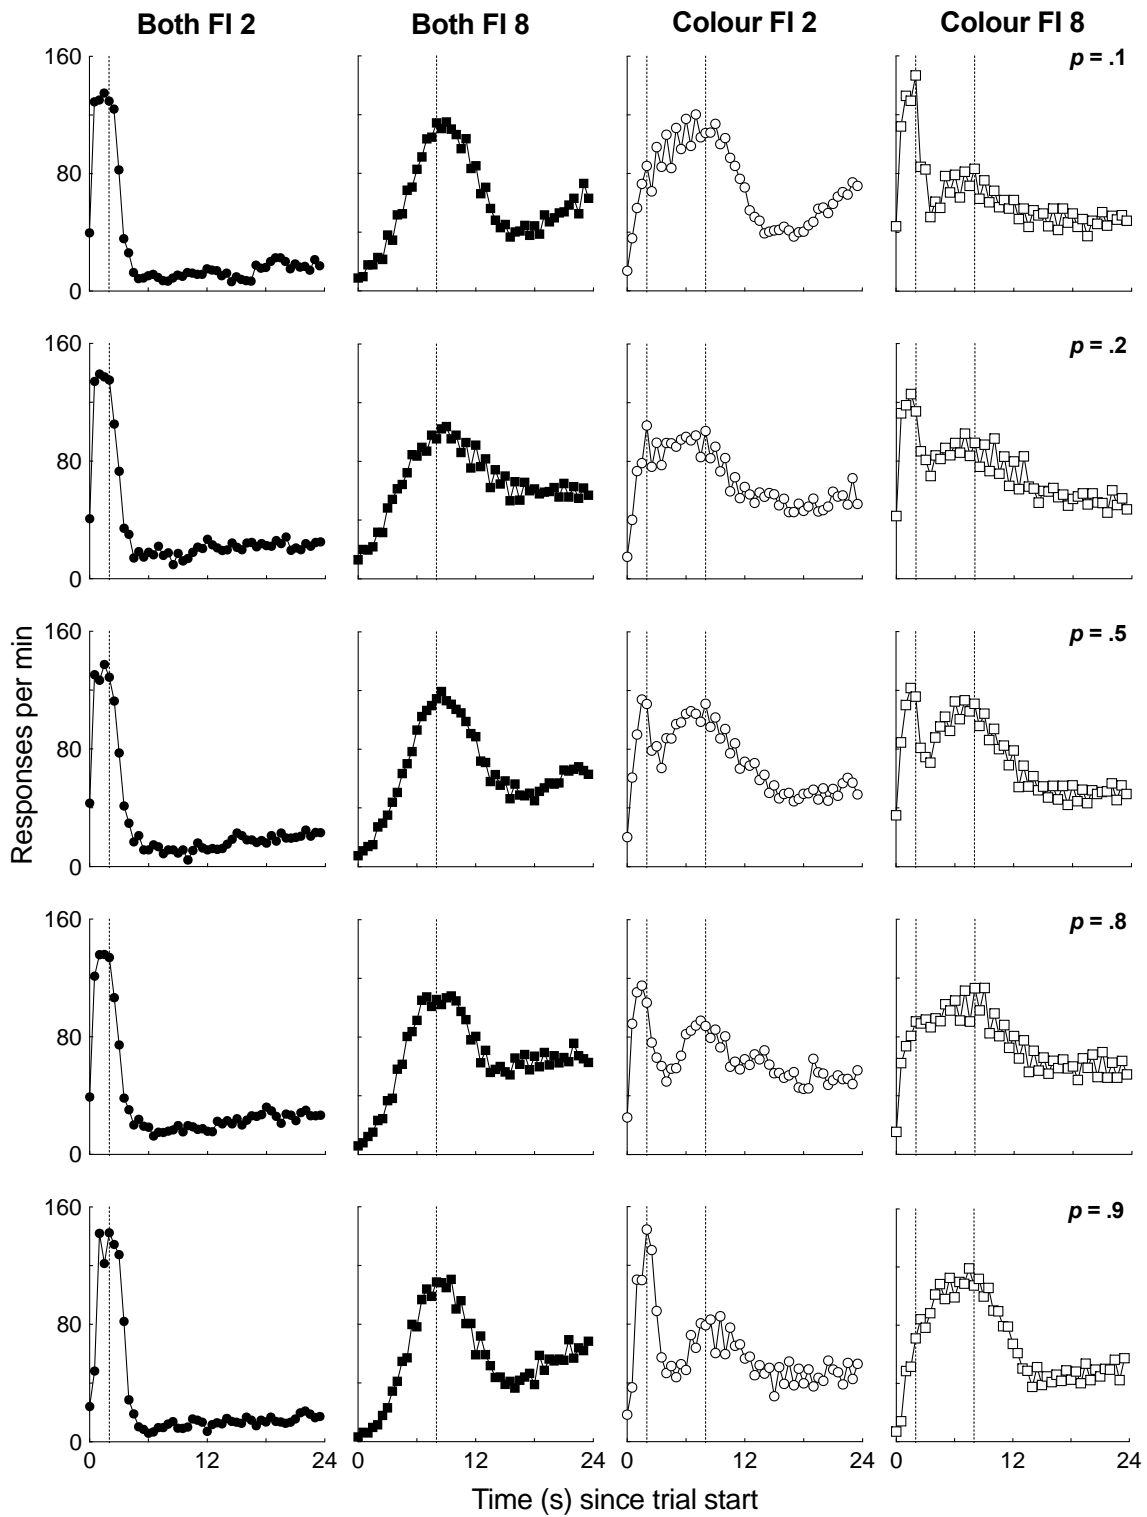 Both FI 2 Both FI 8 Colour FI 2 Colour FI 8
160
p = .1
80
0
160
p = .2
80
0
160
p = .5
80
0
160
p = .8
80
0
160
p = .9
80
0
0 12 24 0 12 24 0 12 24 0 12 24
Responses per min
Time (s) since trial start